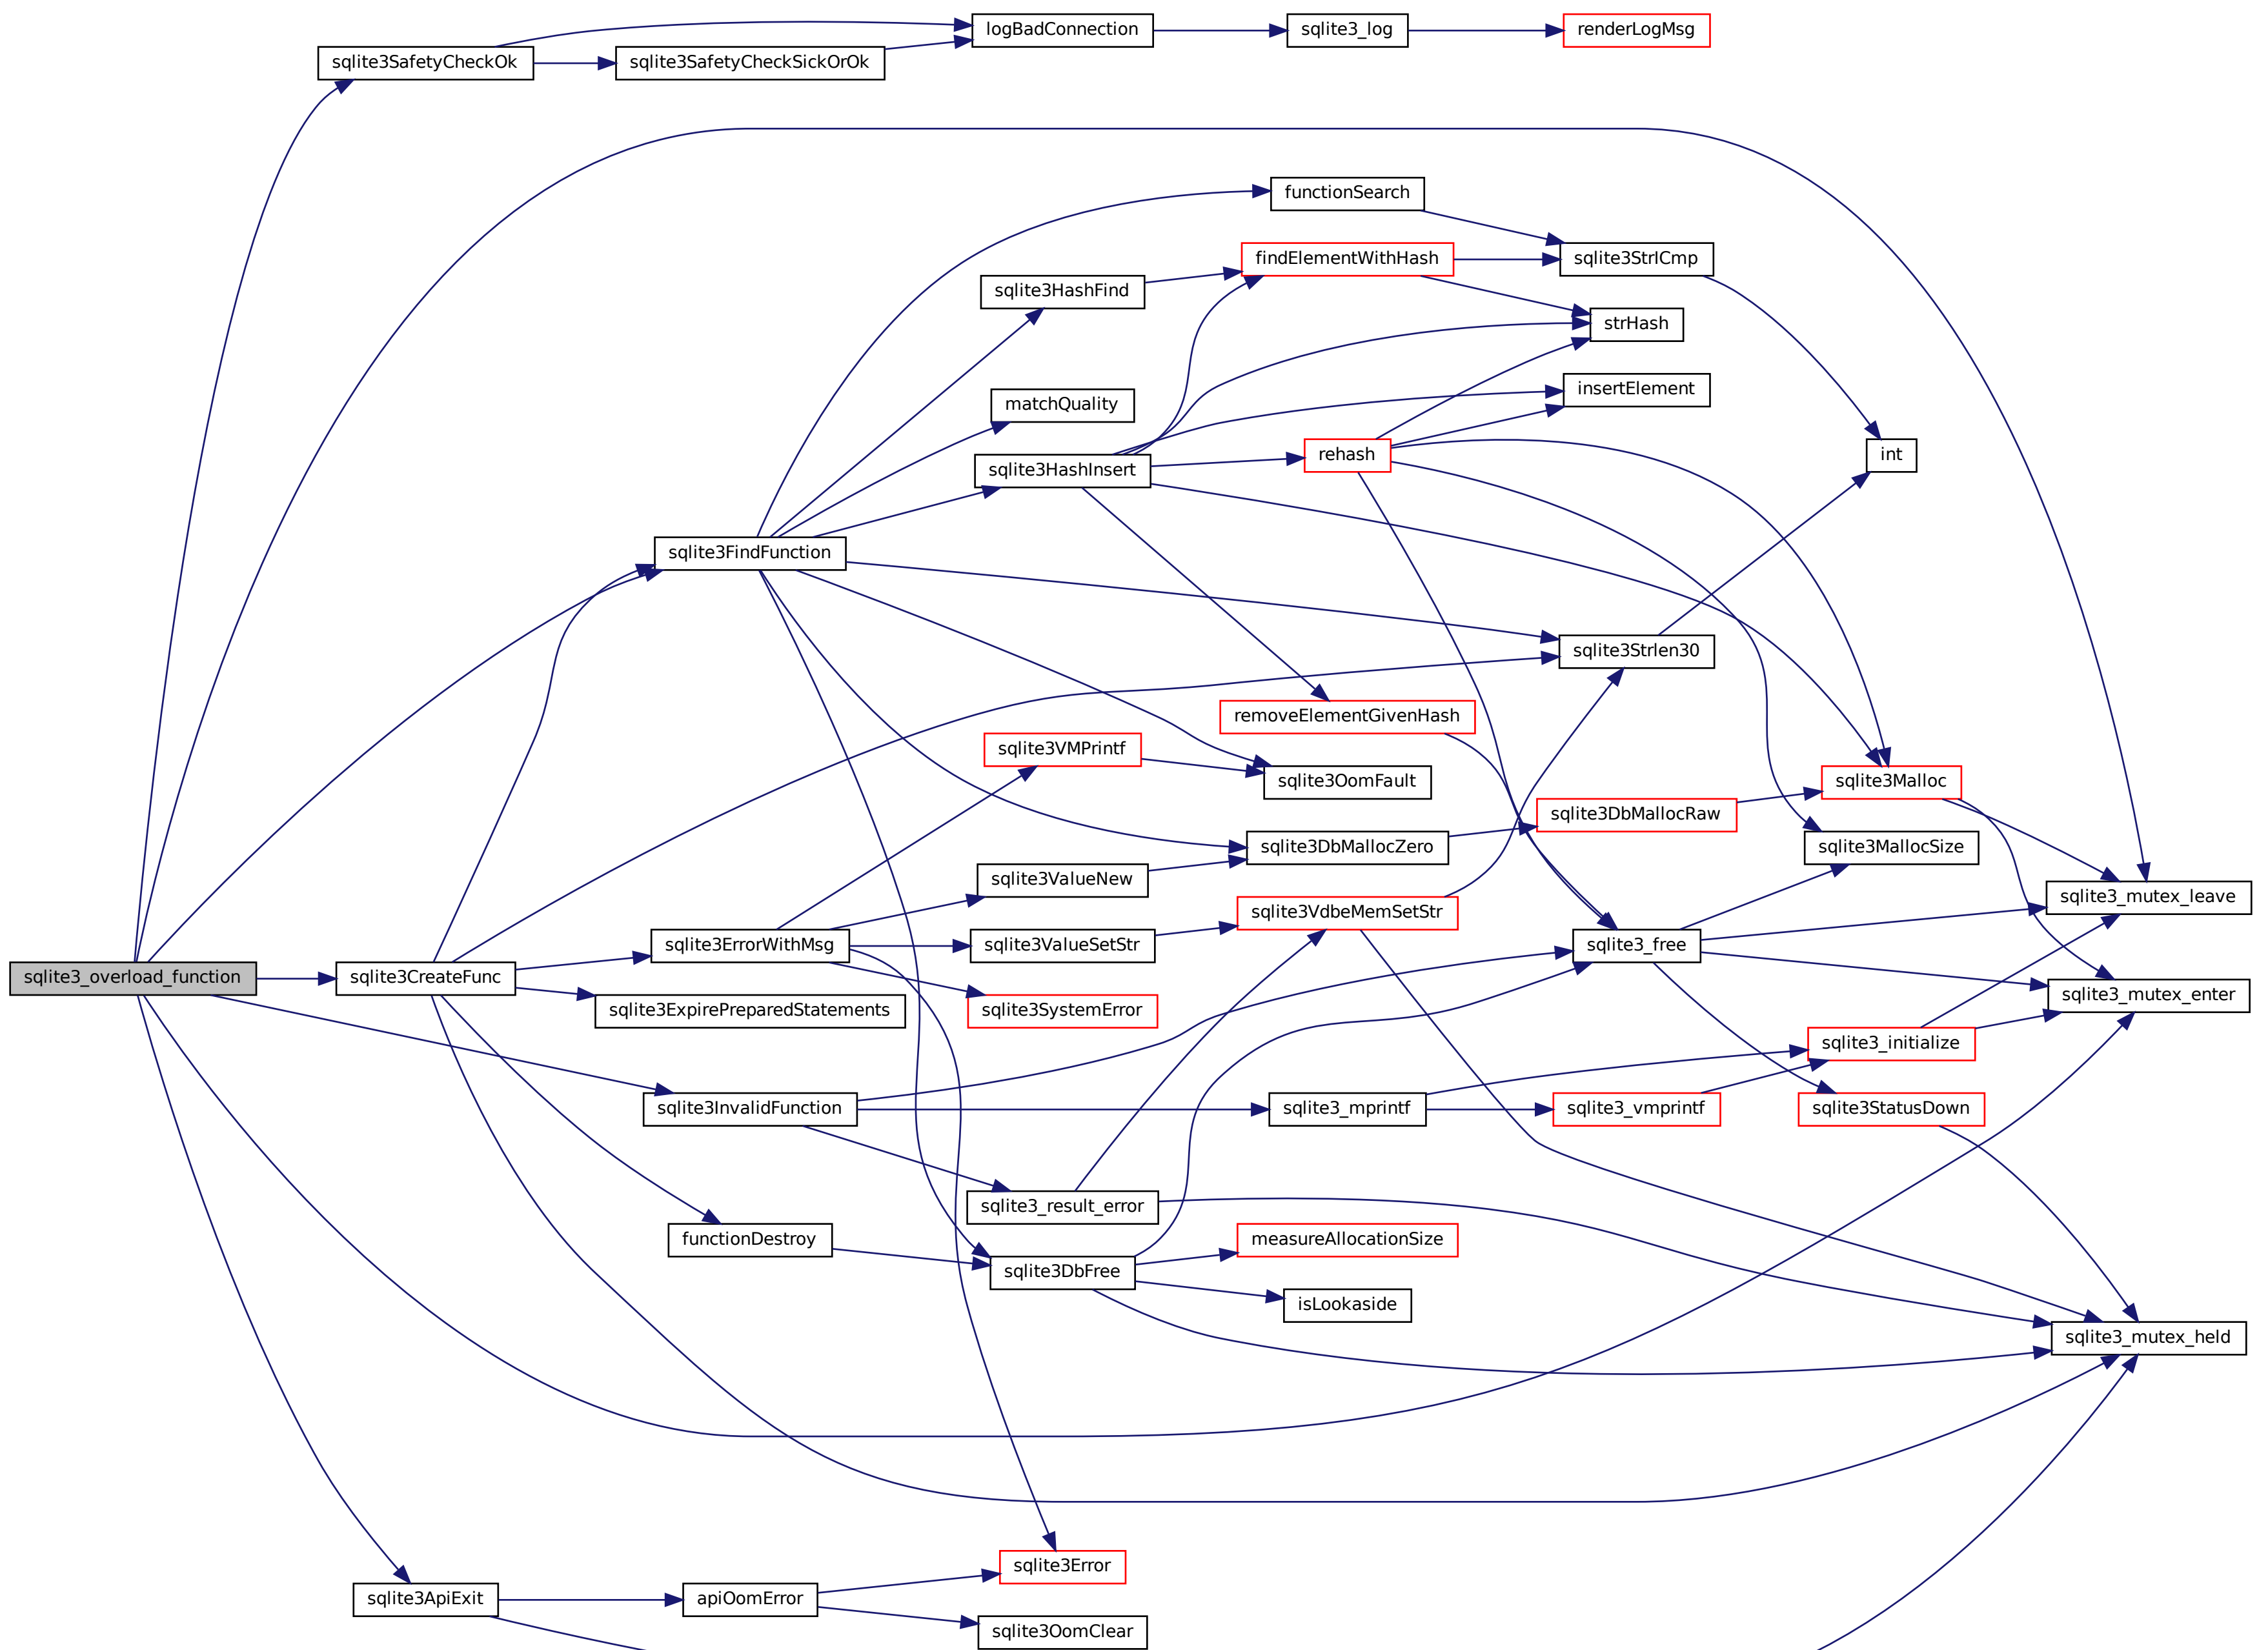 logBadConnection
sqlite3_log
renderLogMsg
sqlite3SafetyCheckOk
sqlite3SafetyCheckSickOrOk
functionSearch
sqlite3StrICmp
findElementWithHash
sqlite3HashFind
strHash
insertElement
matchQuality
sqlite3HashInsert
rehash
int
sqlite3FindFunction
sqlite3Strlen30
removeElementGivenHash
sqlite3VMPrintf
sqlite3OomFault
sqlite3Malloc
sqlite3DbMallocRaw
sqlite3DbMallocZero
sqlite3MallocSize
sqlite3ValueNew
sqlite3_mutex_leave
sqlite3VdbeMemSetStr
sqlite3ErrorWithMsg
sqlite3ValueSetStr
sqlite3_free
sqlite3_overload_function
sqlite3CreateFunc
sqlite3_mutex_enter
sqlite3ExpirePreparedStatements
sqlite3SystemError
sqlite3_initialize
sqlite3InvalidFunction
sqlite3_mprintf
sqlite3_vmprintf
sqlite3StatusDown
sqlite3_result_error
functionDestroy
measureAllocationSize
sqlite3DbFree
isLookaside
sqlite3_mutex_held
sqlite3Error
sqlite3ApiExit
apiOomError
sqlite3OomClear